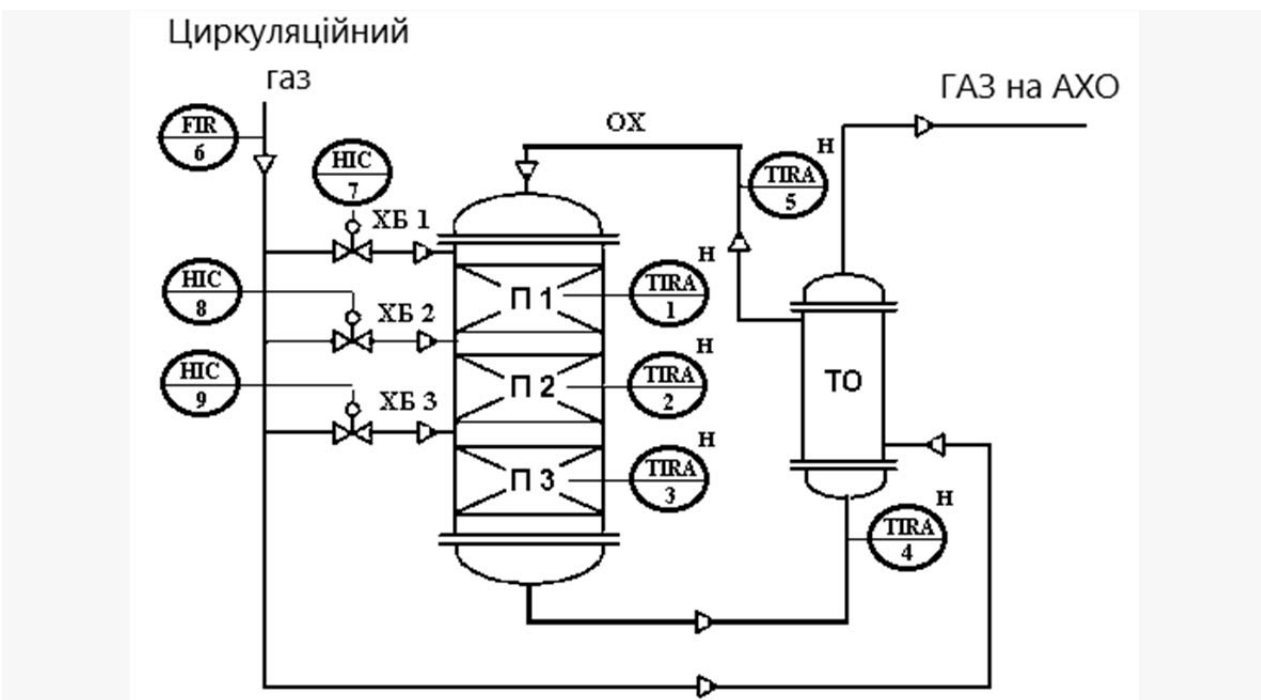 Циркуляційний
газ
ГАЗ на АХО
FIR
6
ОХ
Н
HIC
7
TIRA
5
ХБ 1
Н
HIC
8
П 1
TIRA
1
ХБ 2
Н
HIC
9
П 2
TIRA
2
ТО
ХБ 3
Н
П 3
TIRA
3
Н
TIRA
4